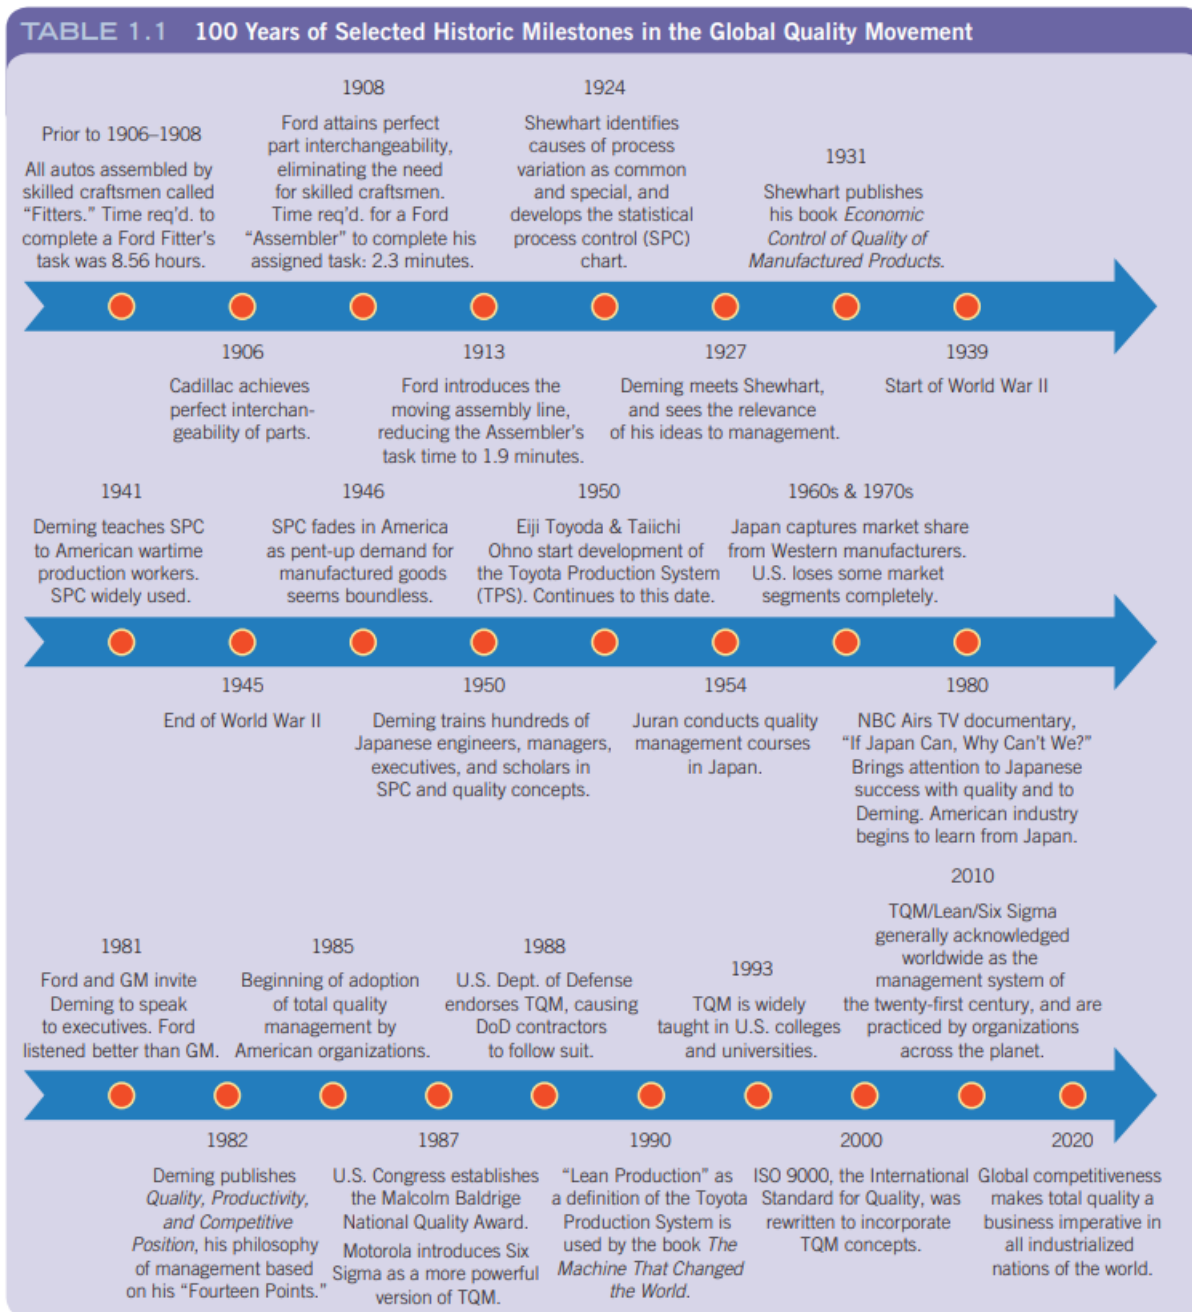 TABLE 1.1 100 Years of Selected Historic Milestones in the Global Quality Movement
Prior to 1906–1908
All autos assembled by
skilled craftsmen called
“Fitters.” Time req’d. to
complete a Ford Fitter’s
task was 8.56 hours.
1906
Cadillac achieves
perfect interchan-
geability of parts.
1908
Ford attains perfect
part interchangeability,
eliminating the need
for skilled craftsmen.
Time req’d. for a Ford
“Assembler” to complete his
assigned task: 2.3 minutes.
1913
Ford introduces the
moving assembly line,
reducing the Assembler’s
task time to 1.9 minutes.
1924
Shewhart identifies
causes of process
variation as common
and special, and
develops the statistical
process control (SPC)
chart.
1927
Deming meets Shewhart,
and sees the relevance
of his ideas to management.
1931
Shewhart publishes
his book Economic
Control of Quality of
Manufactured Products.
1939
Start of World War II
1941
Deming teaches SPC
to American wartime
production workers.
SPC widely used.
1945
End of World War II
1946
SPC fades in America
as pent-up demand for
manufactured goods
seems boundless.
1950
Deming trains hundreds of
Japanese engineers, managers,
executives, and scholars in
SPC and quality concepts.
1950
Eiji Toyoda & Taiichi
Ohno start development of
the Toyota Production System
(TPS). Continues to this date.
1954
Juran conducts quality
management courses
in Japan.
1960s & 1970s
Japan captures market share
from Western manufacturers.
U.S. loses some market
segments completely.
1980
NBC Airs TV documentary,
“If Japan Can, Why Can’t We?”
Brings attention to Japanese
success with quality and to
Deming. American industry
begins to learn from Japan.
1981
Ford and GM invite
Deming to speak
to executives. Ford
listened better than GM.
1982
Deming publishes
Quality, Productivity,
and Competitive
Position, his philosophy
of management based
on his “Fourteen Points.”
1985
Beginning of adoption
of total quality
management by
American organizations.
1987
U.S. Congress establishes
the Malcolm Baldrige
National Quality Award.
Motorola introduces Six
Sigma as a more powerful
version of TQM.
1988
U.S. Dept. of Defense
endorses TQM, causing
DoD contractors
to follow suit.
1990
“Lean Production” as
a definition of the Toyota
Production System is
used by the book The
Machine That Changed
the World.
1993
TQM is widely
taught in U.S. colleges
and universities.
2000
ISO 9000, the International
Standard for Quality, was
rewritten to incorporate
TQM concepts.
2010
TQM/Lean/Six Sigma
generally acknowledged
worldwide as the
management system of
the twenty-first century, and are
practiced by organizations
across the planet.
2020
Global competitiveness
makes total quality a
business imperative in
all industrialized
nations of the world.